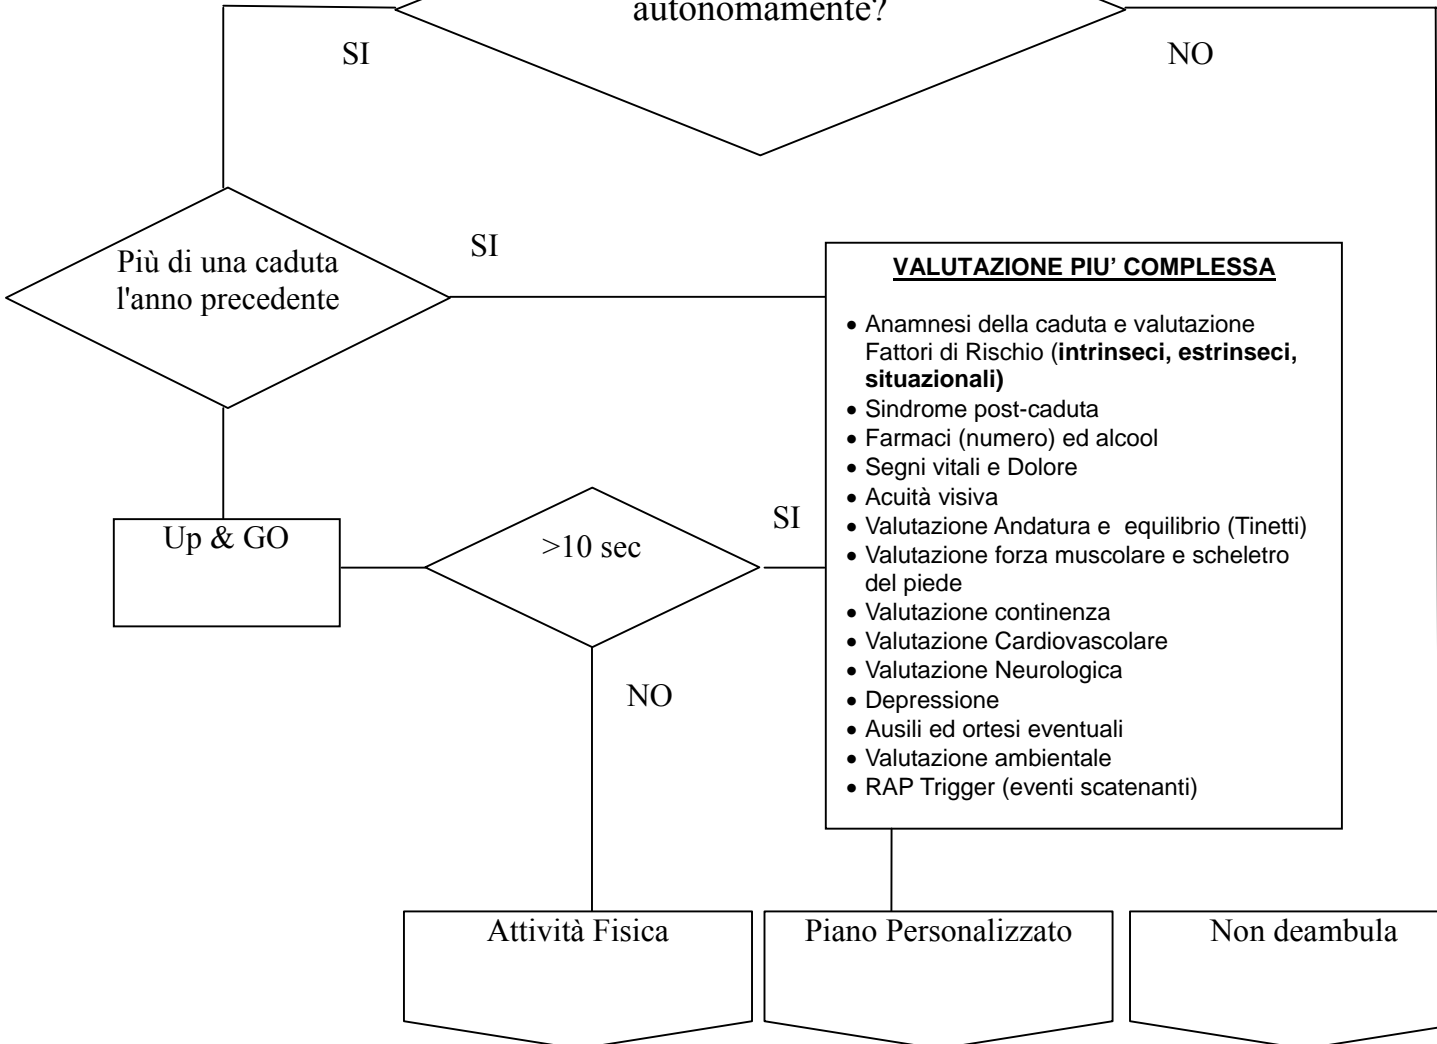 autonomamente?
SI
NO
Più di una caduta
l'anno precedente
SI
VALUTAZIONE PIU’ COMPLESSA
• Anamnesi della caduta e valutazione
Fattori di Rischio (intrinseci, estrinseci,
situazionali)
• Sindrome post-caduta
• Farmaci (numero) ed alcool
• Segni vitali e Dolore
• Acuità visiva
• Valutazione Andatura e equilibrio (Tinetti)
• Valutazione forza muscolare e scheletro
del piede
• Valutazione continenza
• Valutazione Cardiovascolare
• Valutazione Neurologica
• Depressione
• Ausili ed ortesi eventuali
• Valutazione ambientale
• RAP Trigger (eventi scatenanti)
Up & GO
>10 sec
SI
NO
Attività Fisica
Piano Personalizzato
Non deambula